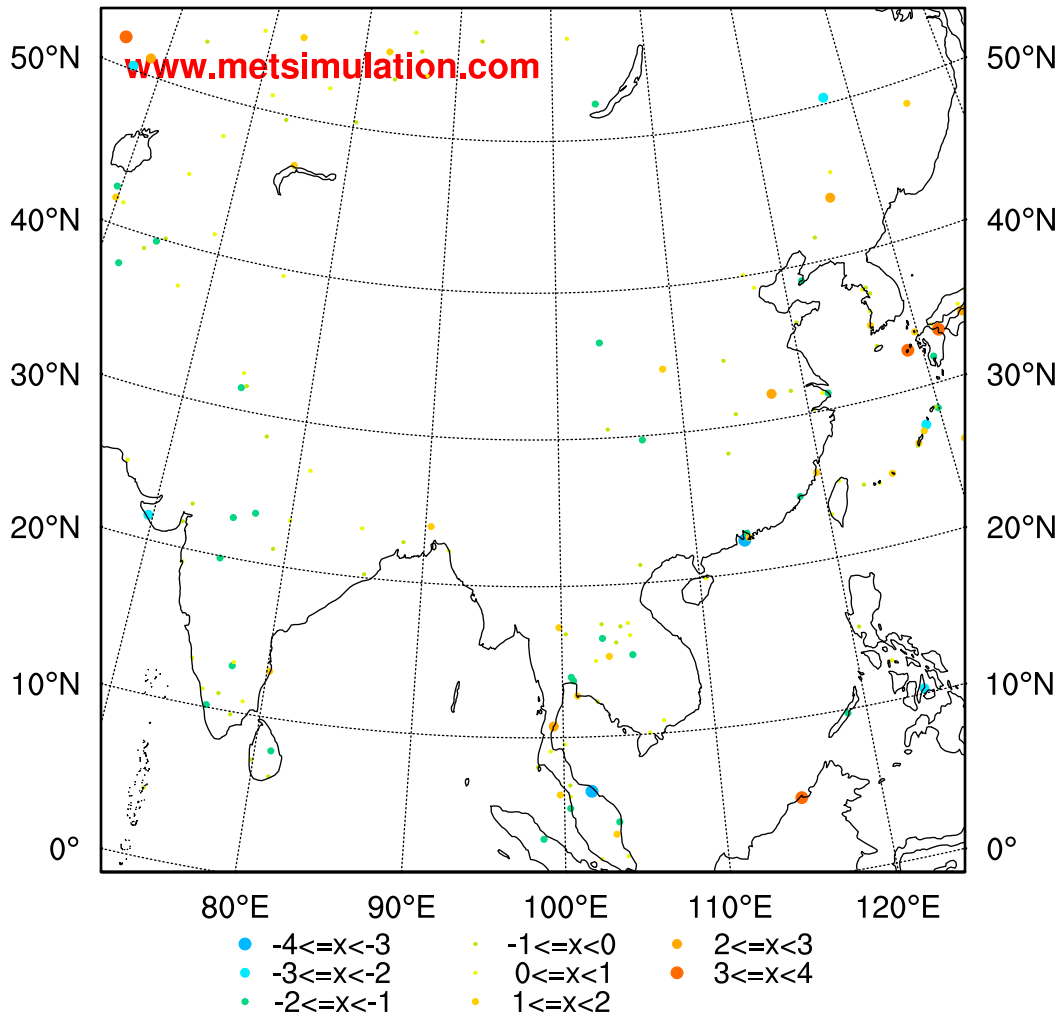 50°N 50°N
www.metsimulation.com
40°N 40°N
30°N 30°N
20°N 20°N
10°N 10°N
0° 0°
80°E 90°E 100°E 110°E 120°E
-4<=x<-3 -1<=x<0 2<=x<3
-3<=x<-2 0<=x<1 3<=x<4
-2<=x<-1 1<=x<2